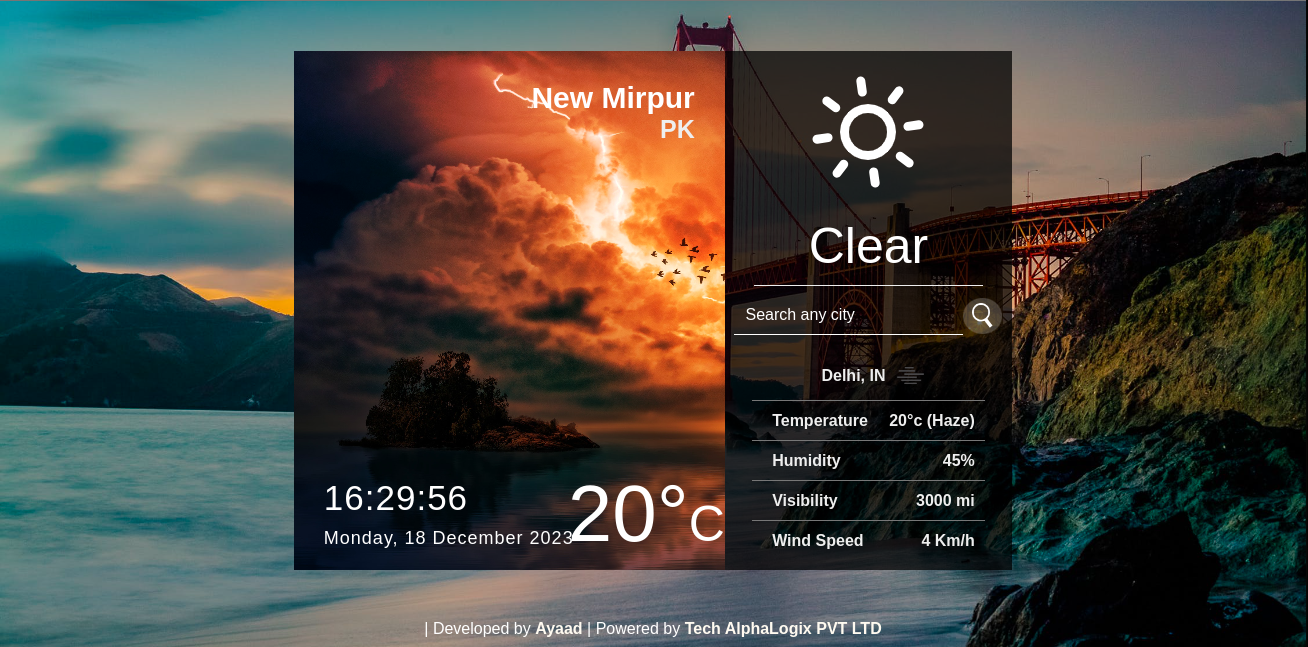 New Mirpur
PK
16:29:56
Monday, 18 December 2023
20°C
Clear
Search any city
Delhi, IN
Temperature 20°c (Haze)
Humidity 45%
Visibility 3000 mi
Wind Speed 4 Km/h
| Developed by Ayaad | Powered by Tech AlphaLogix PVT LTD